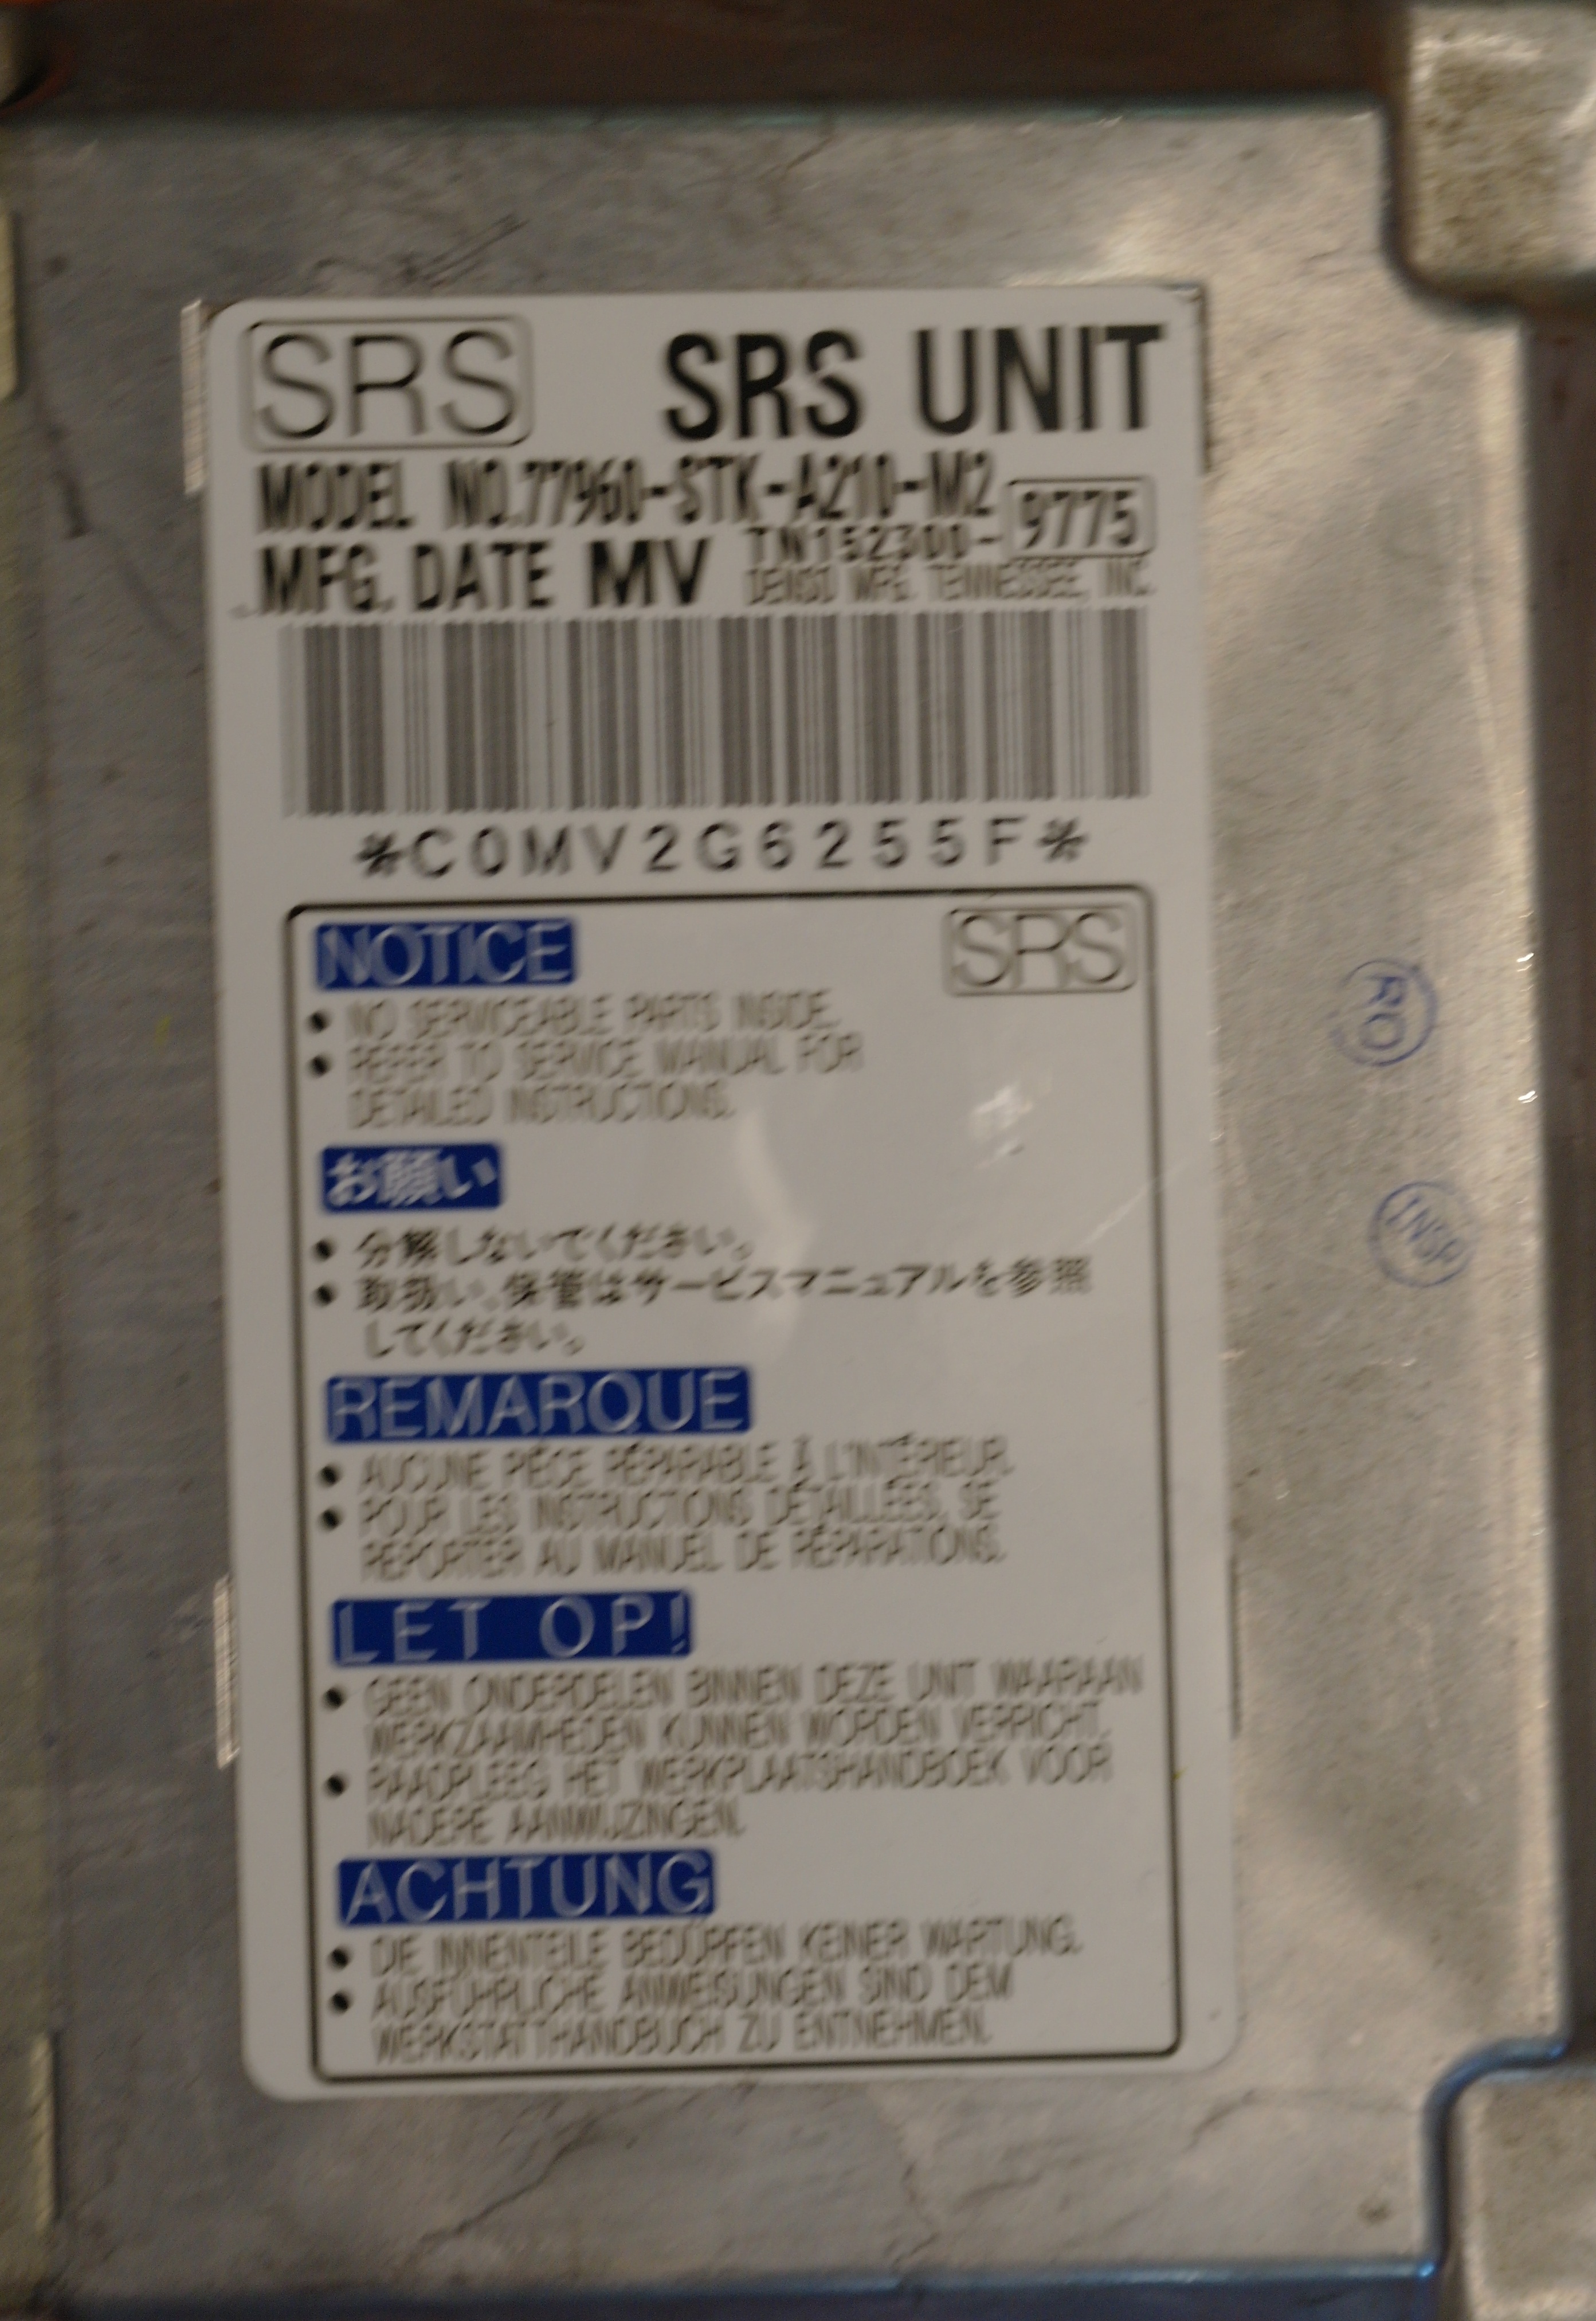 SRS SRS UNIT
MODEL NO.77960-STK-A210-M2
9775
MFG. DATE MV TN152300-
DENSO MFG. TENNESSEE, INC.
*C0MV2G6255F*
NOTICE SRS
• NO SERVICEABLE PARTS INSIDE.
• REFER TO SERVICE MANUAL FOR
DETAILED INSTRUCTIONS.
お願い
• 分解しないでください。
• 取扱い、保管はサービスマニュアルを参照
してください。
REMARQUE
• AUCUNE PIÉCE RÉPARABLE À L'INTÉRIEUR.
• POUR LES INSTRUCTIONS DÉTAILLÉES, SE
REPORTER AU MANUEL DE RÉPARATIONS.
LET OP!
• GEEN ONDERDELEN BINNEN DEZE UNIT WAARAAN
WERKZAAMHEDEN KUNNEN WORDEN VERRICHT.
• RAADPLEEG HET WERKPLAATSHANDBOEK VOOR
NADERE AANWIJZINGEN.
ACHTUNG
• DIE INNENTEILE BEDÜRFEN KEINER WARTUNG.
• AUSFÜHRLICHE ANWEISUNGEN SIND DEM
WERKSTATTHANDBUCH ZU ENTNEHMEN.
RO
INSP